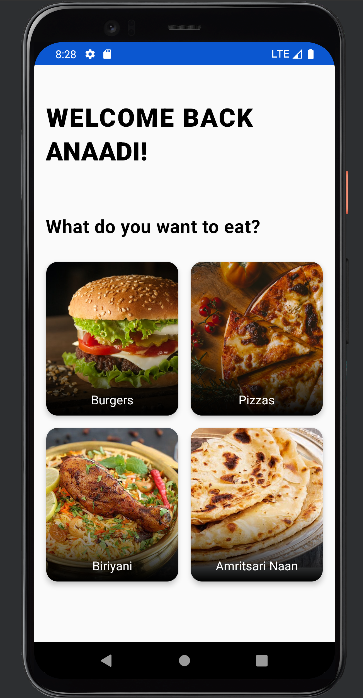 8:28 LTE
WELCOME BACK
ANAADI!
What do you want to eat?
Burgers Pizzas
Biriyani Amritsari Naan